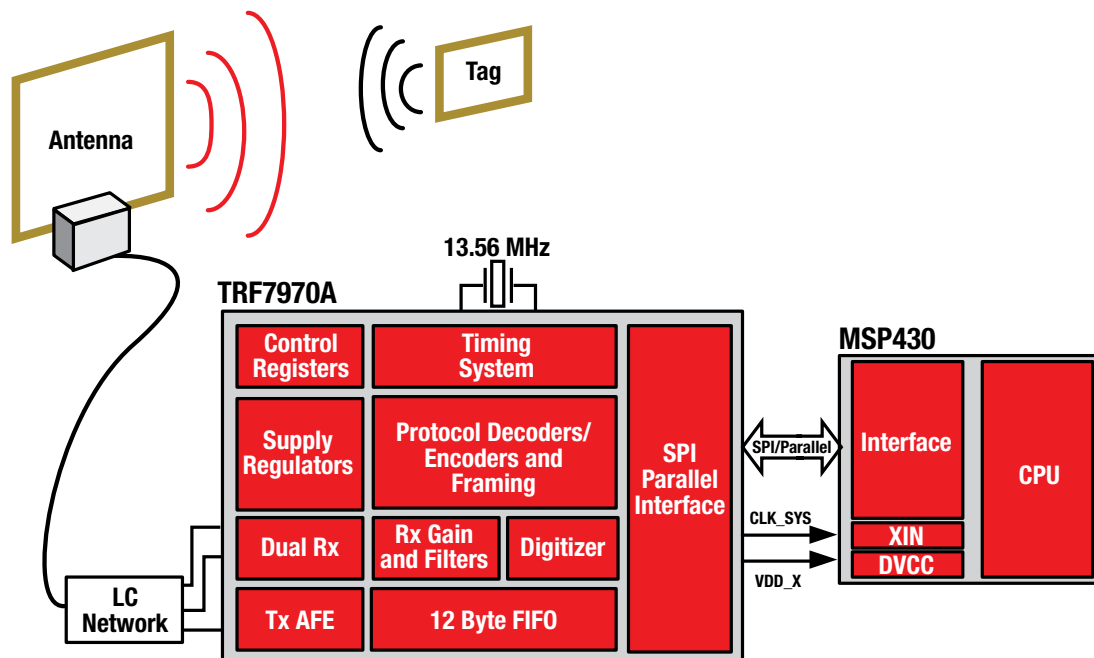 Antenna
Tag
13.56 MHz
TRF7970A
Control
Registers
Timing
System
Supply
Regulators
Protocol Decoders/
Encoders and
Framing
SPI
Parallel
Interface
Dual Rx
Rx Gain
and Filters
Digitizer
Tx AFE
12 Byte FIFO
LC
Network
SPI/Parallel
CLK_SYS
VDD_X
MSP430
Interface
CPU
XIN
DVCC